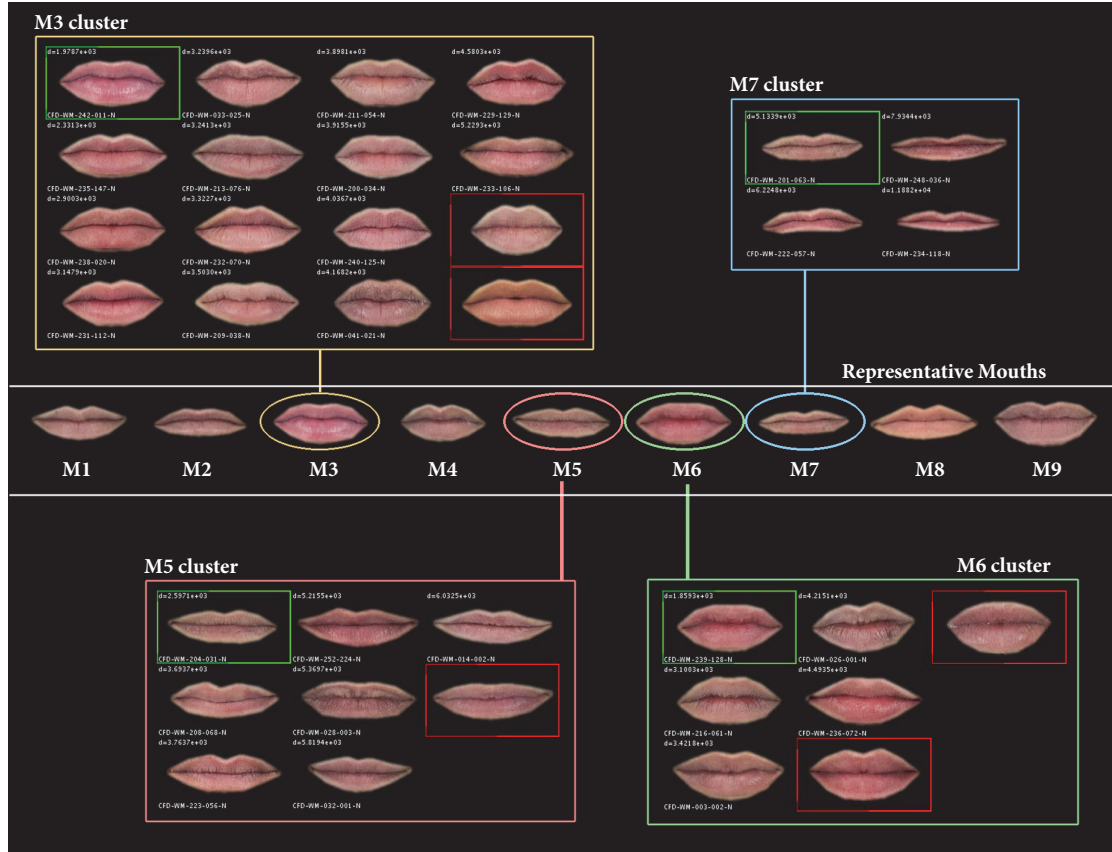 M3 cluster
d=1.9787e+03 d=3.2396e+03 d=3.8981e+03 d=4.5803e+03
CFD-WM-242-011-N CFD-WM-033-025-N CFD-WM-211-054-N CFD-WM-229-129-N
d=2.3313e+03 d=3.2413e+03 d=3.9155e+03 d=5.2293e+03
CFD-WM-235-147-N CFD-WM-213-076-N CFD-WM-200-034-N CFD-WM-233-106-N
d=2.9003e+03 d=3.3227e+03 d=4.0367e+03
CFD-WM-238-020-N CFD-WM-232-070-N CFD-WM-240-125-N
d=3.1479e+03 d=3.5030e+03 d=4.1682e+03
CFD-WM-231-112-N CFD-WM-209-038-N CFD-WM-041-021-N
M7 cluster
d=5.1339e+03 d=7.9344e+03
CFD-WM-201-063-N CFD-WM-248-036-N
d=6.2248e+03 d=1.1882e+04
CFD-WM-222-057-N CFD-WM-234-118-N
Representative Mouths
M1 M2 M3 M4 M5 M6 M7 M8 M9
M5 cluster
d=2.5971e+03 d=5.2155e+03 d=6.0325e+03
CFD-WM-204-031-N CFD-WM-252-224-N CFD-WM-014-002-N
d=3.6937e+03 d=5.3697e+03
CFD-WM-208-068-N CFD-WM-028-003-N
d=3.7637e+03 d=5.8194e+03
CFD-WM-223-056-N CFD-WM-032-001-N
M6 cluster
d=1.8593e+03 d=4.2151e+03
CFD-WM-239-128-N CFD-WM-026-001-N
d=3.1003e+03 d=4.4935e+03
CFD-WM-216-061-N CFD-WM-236-072-N
d=3.4218e+03
CFD-WM-003-002-N